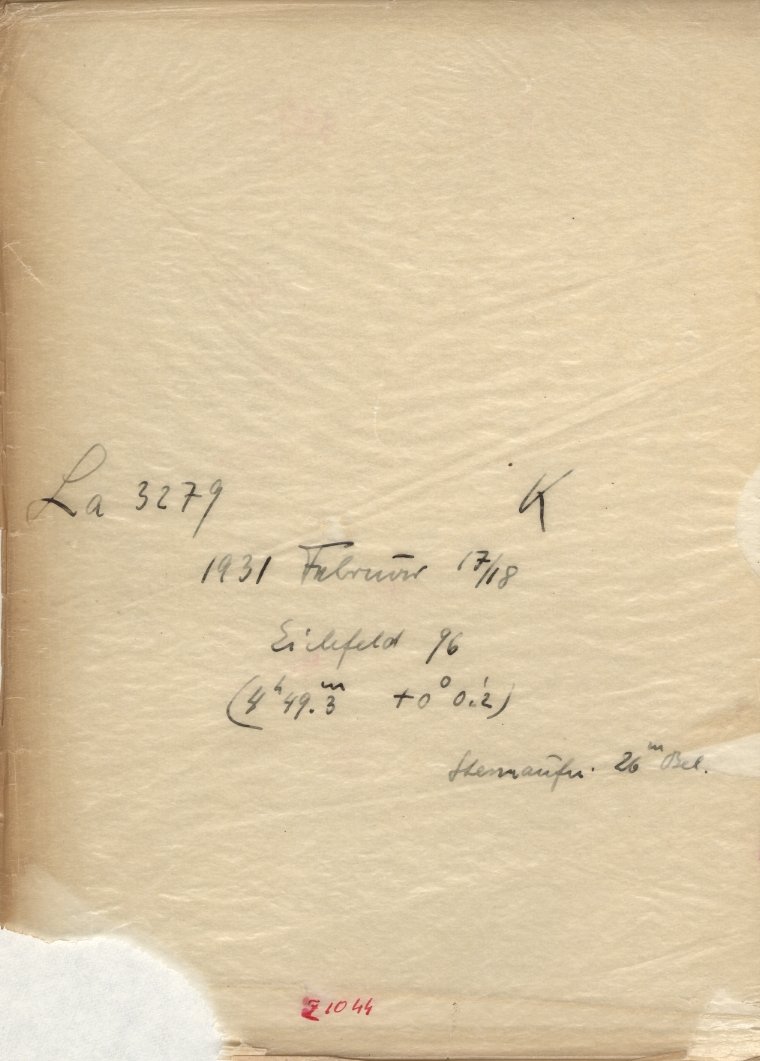 La 3279 K
1931 Februar 17/18
Eichfeld 96
(4ʰ 49.3ᵐ +0° 0.'2)
Sternaufn. 26ᵐ Bel.
1044